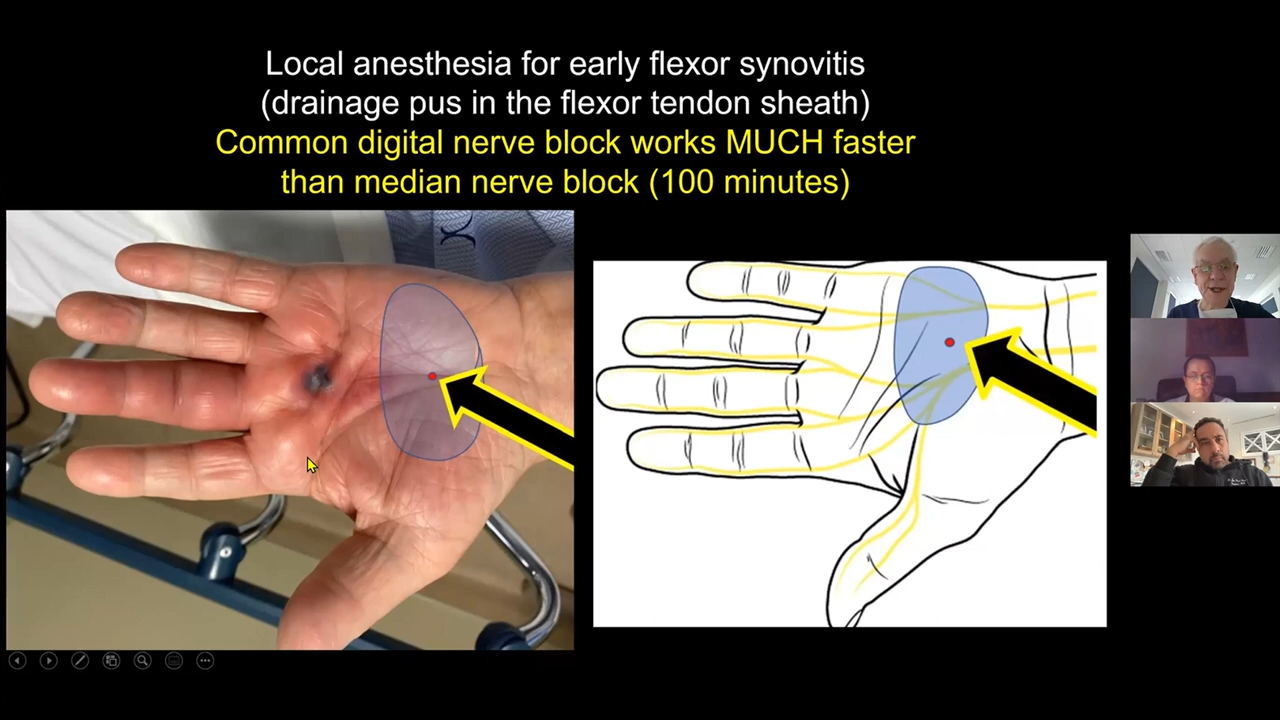 Local anesthesia for early flexor synovitis
(drainage pus in the flexor tendon sheath)
Common digital nerve block works MUCH faster
than median nerve block (100 minutes)